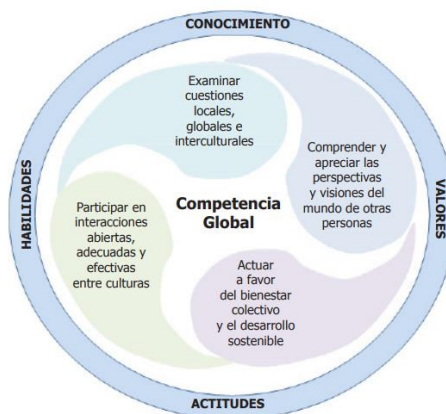 CONOCIMIENTO
Examinar
cuestiones
locales,
globales e
interculturales
Comprender y
apreciar las
perspectivas
y visiones del
mundo de otras
personas
HABILIDADES
VALORES
Competencia
Global
Participar en
interacciones
abiertas,
adecuadas y
efectivas
entre culturas
Actuar
a favor
del bienestar
colectivo
y el desarrollo
sostenible
ACTITUDES